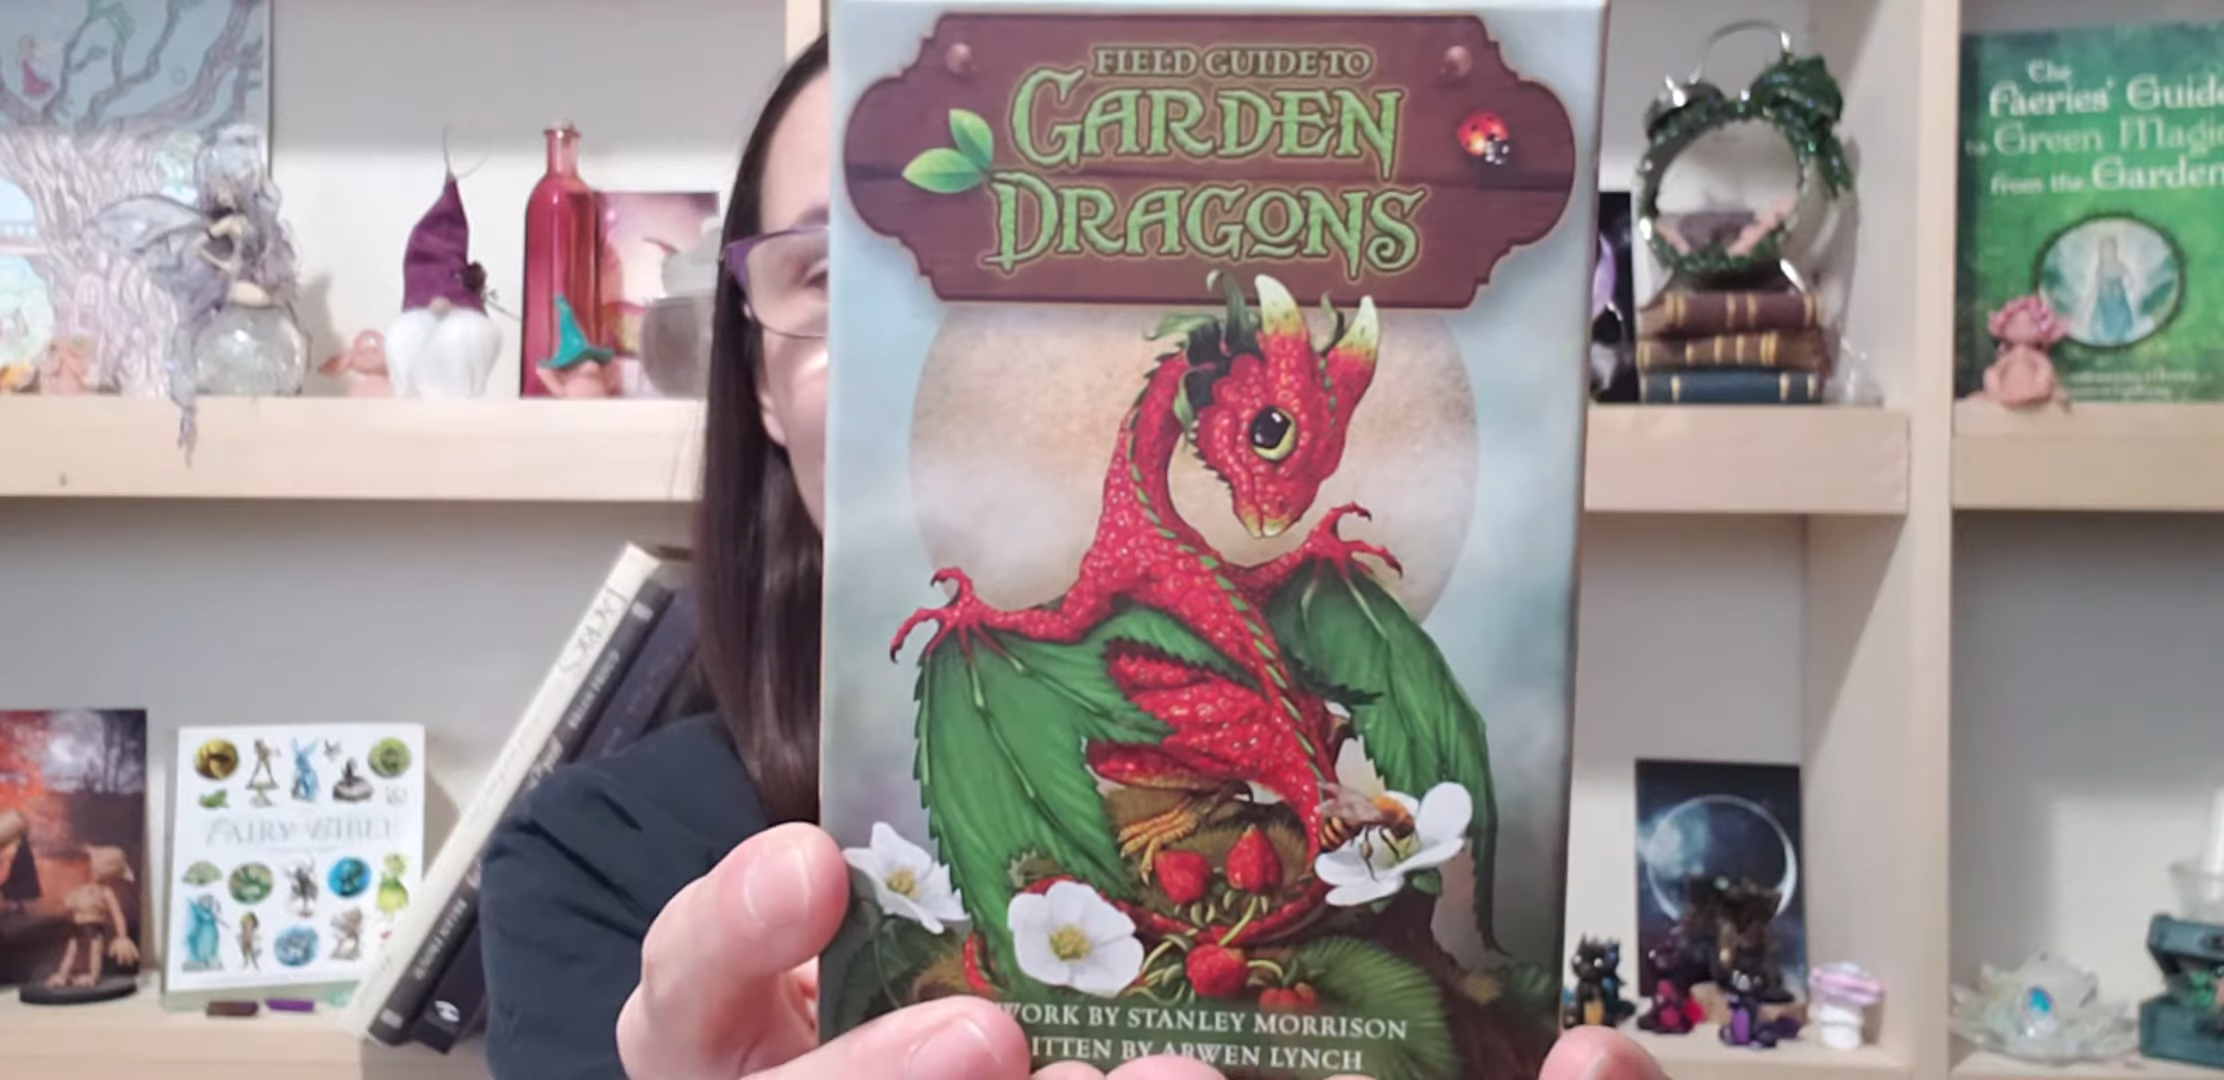 FIELD GUIDE TO
GARDEN
DRAGONS
WORK BY STANLEY MORRISON
ITTEN BY ARWEN LYNCH
The
Faeries' Guide
to Green Magic
from the Garden
FAIRY BIBLE